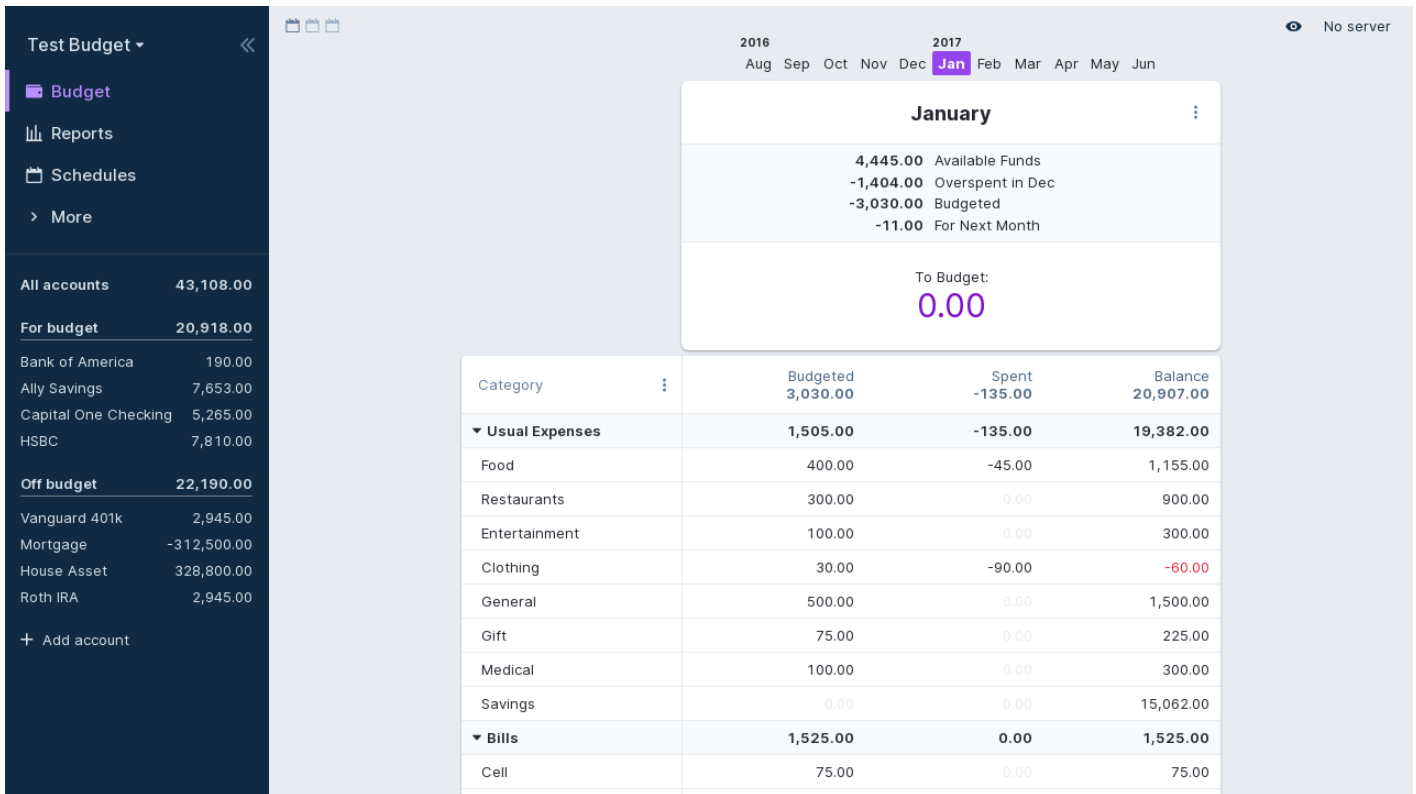 Test Budget
Budget
Reports
Schedules
More
All accounts 43,108.00
For budget 20,918.00
Bank of America 190.00
Ally Savings 7,653.00
Capital One Checking 5,265.00
HSBC 7,810.00
Off budget 22,190.00
Vanguard 401k 2,945.00
Mortgage -312,500.00
House Asset 328,800.00
Roth IRA 2,945.00
+ Add account
No server
2016 2017
Aug Sep Oct Nov Dec Jan Feb Mar Apr May Jun
January
4,445.00 Available Funds
-1,404.00 Overspent in Dec
-3,030.00 Budgeted
-11.00 For Next Month
To Budget:
0.00
Category Budgeted Spent Balance
3,030.00 -135.00 20,907.00
Usual Expenses 1,505.00 -135.00 19,382.00
Food 400.00 -45.00 1,155.00
Restaurants 300.00 0.00 900.00
Entertainment 100.00 0.00 300.00
Clothing 30.00 -90.00 -60.00
General 500.00 0.00 1,500.00
Gift 75.00 0.00 225.00
Medical 100.00 0.00 300.00
Savings 0.00 0.00 15,062.00
Bills 1,525.00 0.00 1,525.00
Cell 75.00 0.00 75.00